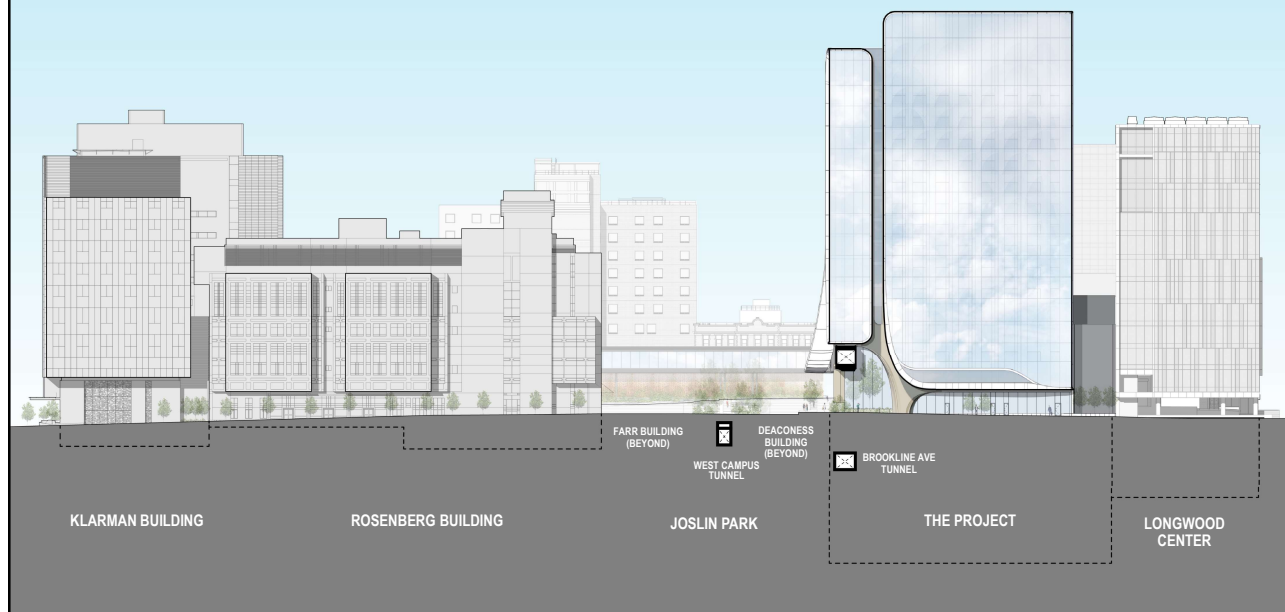 FARR BUILDING
(BEYOND)
WEST CAMPUS
TUNNEL
DEACONESS
BUILDING
(BEYOND)
BROOKLINE AVE
TUNNEL
KLARMAN BUILDING
ROSENBERG BUILDING
JOSLIN PARK
THE PROJECT
LONGWOOD
CENTER